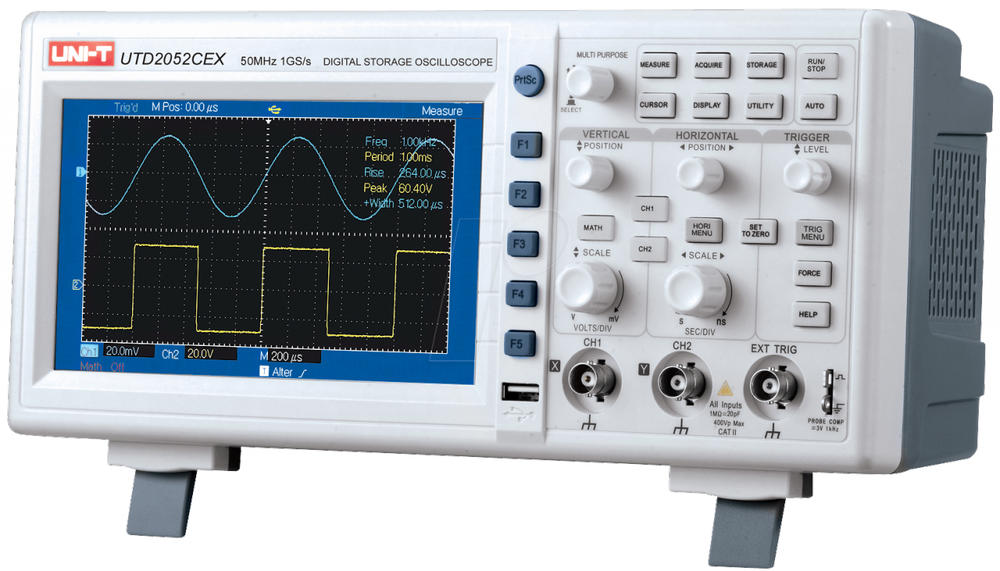 UNI-T UTD2052CEX 50MHz 1GS/s DIGITAL STORAGE OSCILLOSCOPE
Trig'd M Pos: 0.00 μs Measure
Freq 1.00kHz
Period 1.00ms
Rise 264.00 μs
Peak 60.40V
+Width 512.00 μs
1
2
Ch1 20.0mV Ch2 20.0V M 200 μs
Math Off T Alter
PrtSc
F1
F2
F3
F4
F5
MULTI PURPOSE
SELECT
MEASURE ACQUIRE STORAGE RUN/
STOP
CURSOR DISPLAY UTILITY AUTO
VERTICAL HORIZONTAL TRIGGER
POSITION POSITION LEVEL
CH1
MATH HORI
MENU SET
TO ZERO TRIG
MENU
CH2
SCALE SCALE
FORCE
HELP
V mV s ns
VOLTS/DIV SEC/DIV
CH1 CH2 EXT TRIG
X Y
All Inputs
1MΩ=20pF
400Vp Max
CAT II
PROBE COMP
≈3V 1kHz